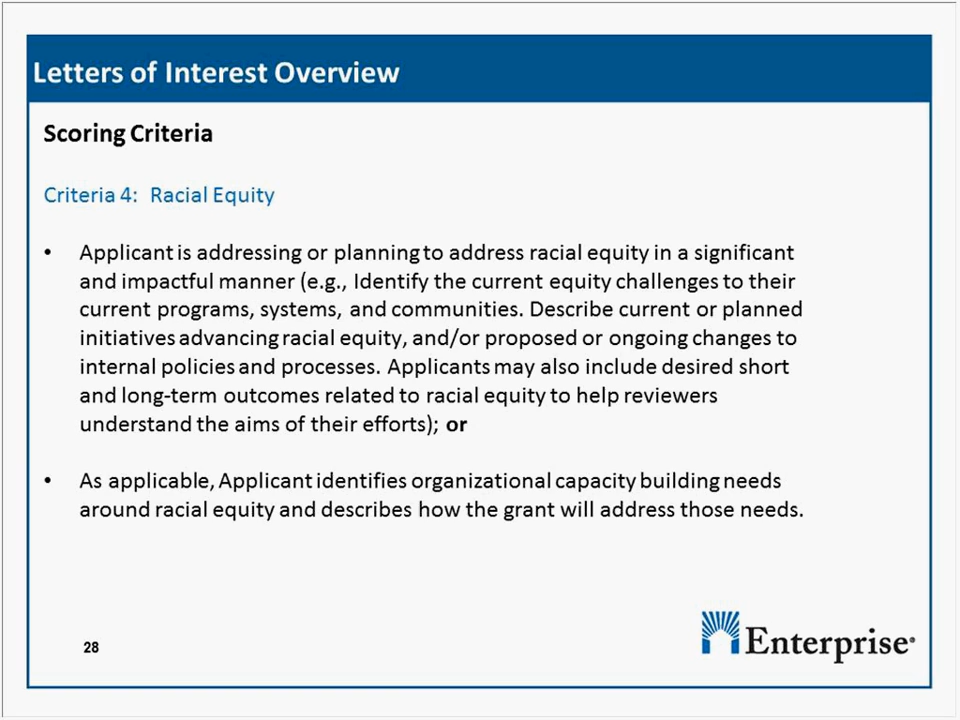 Letters of Interest Overview
Scoring Criteria
Criteria 4: Racial Equity
• Applicant is addressing or planning to address racial equity in a significant
and impactful manner (e.g., Identify the current equity challenges to their
current programs, systems, and communities. Describe current or planned
initiatives advancing racial equity, and/or proposed or ongoing changes to
internal policies and processes. Applicants may also include desired short
and long-term outcomes related to racial equity to help reviewers
understand the aims of their efforts); or
• As applicable, Applicant identifies organizational capacity building needs
around racial equity and describes how the grant will address those needs.
28
Enterprise®